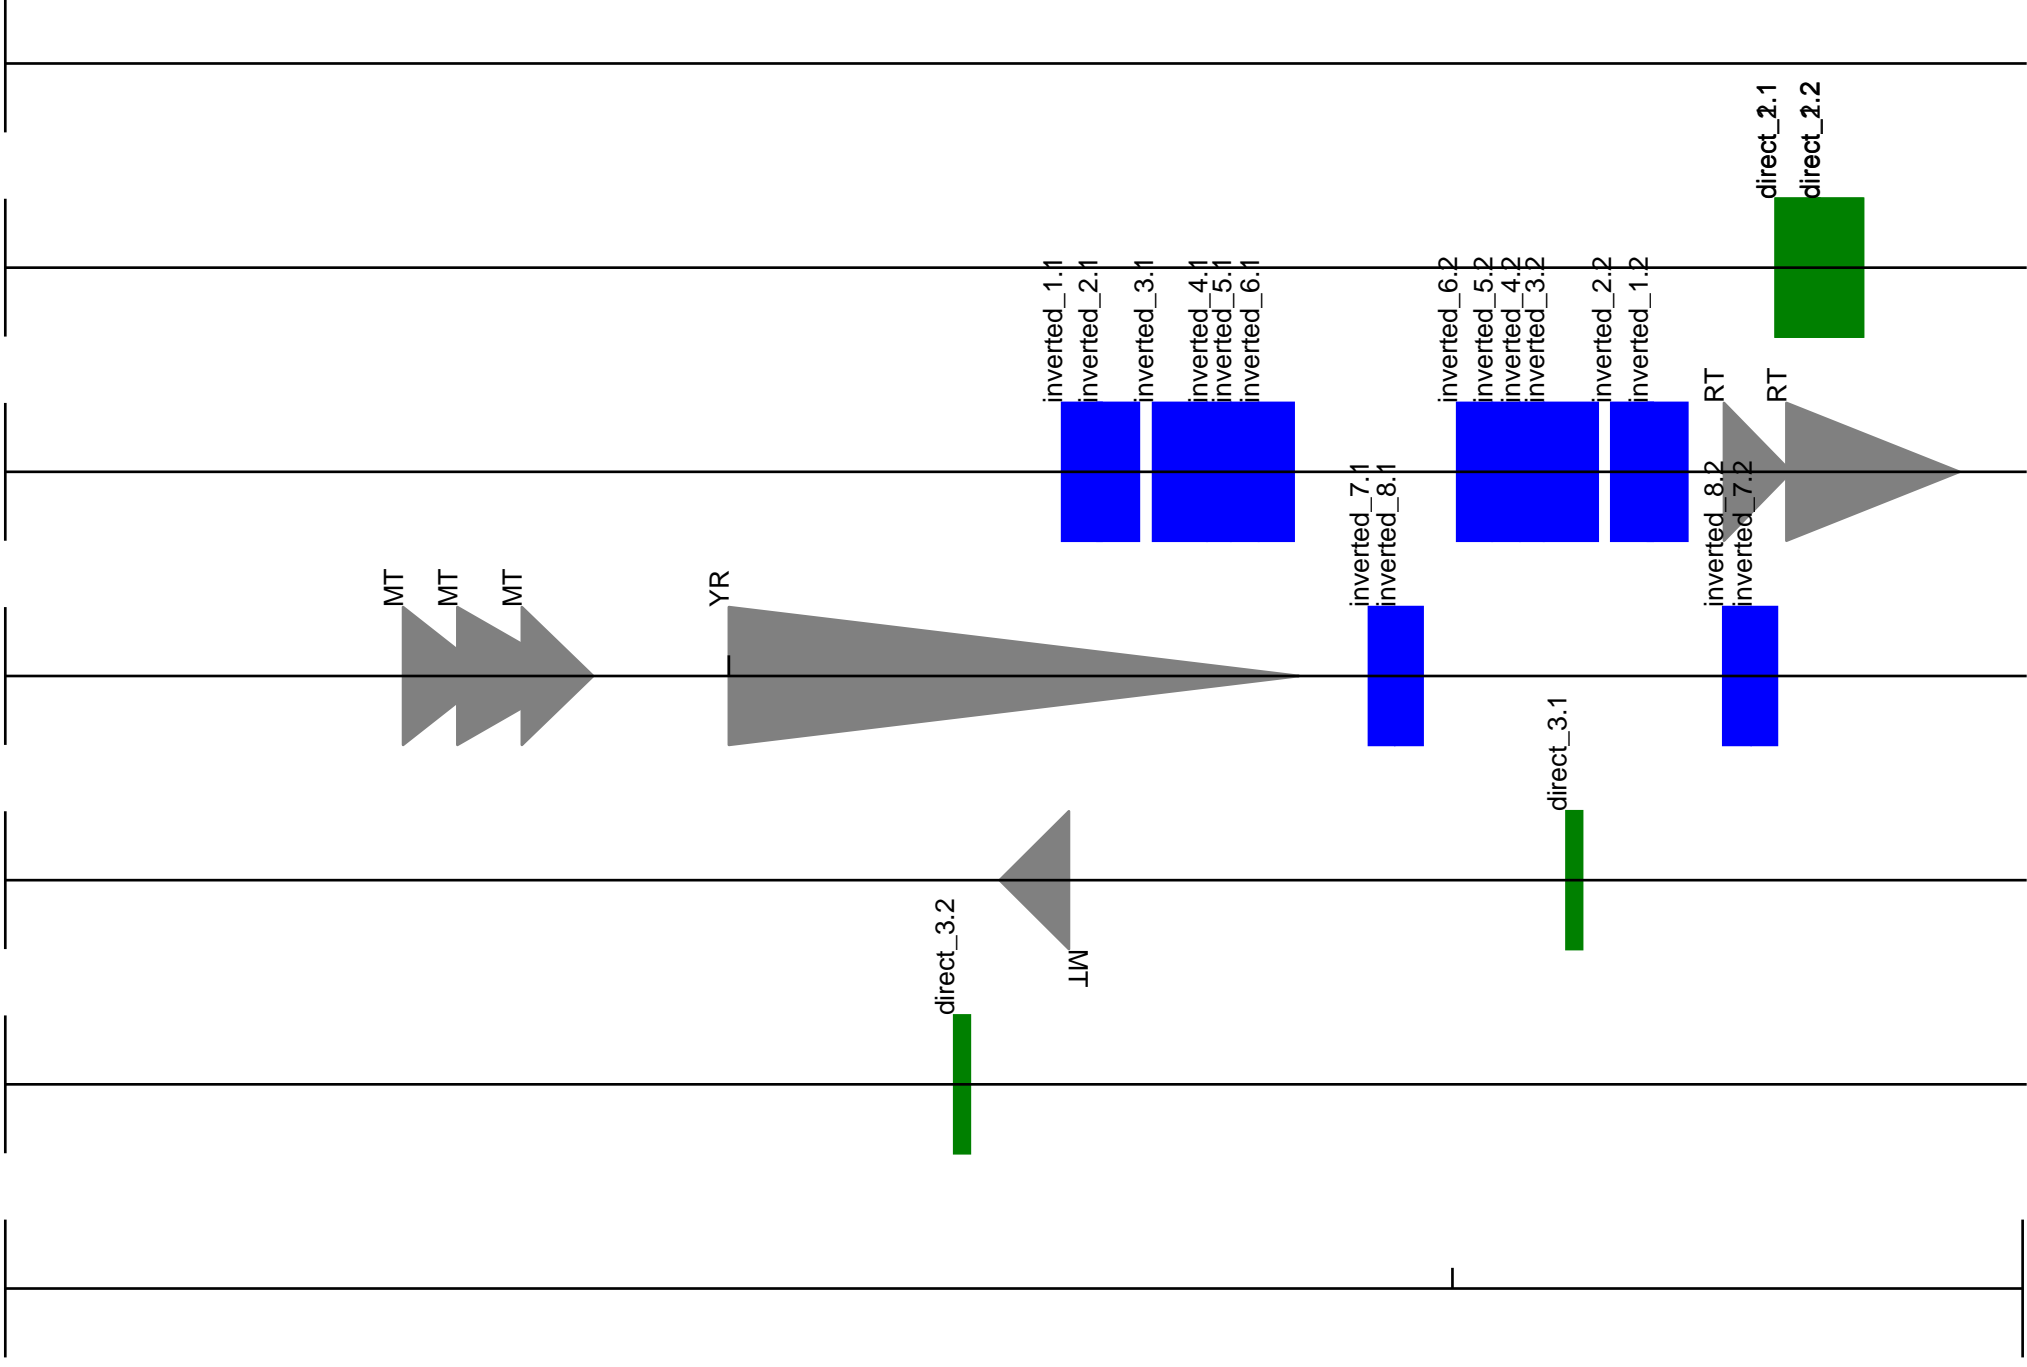 direct_2.1
direct_2.2
inverted_1.1
inverted_2.1
inverted_3.1
inverted_4.1
inverted_5.1
inverted_6.1
inverted_6.2
inverted_5.2
inverted_4.2
inverted_3.2
inverted_2.2
inverted_1.2
RT
RT
MT
MT
MT
YR
inverted_7.1
inverted_8.1
inverted_8.2
inverted_7.2
MT
direct_3.1
direct_3.2